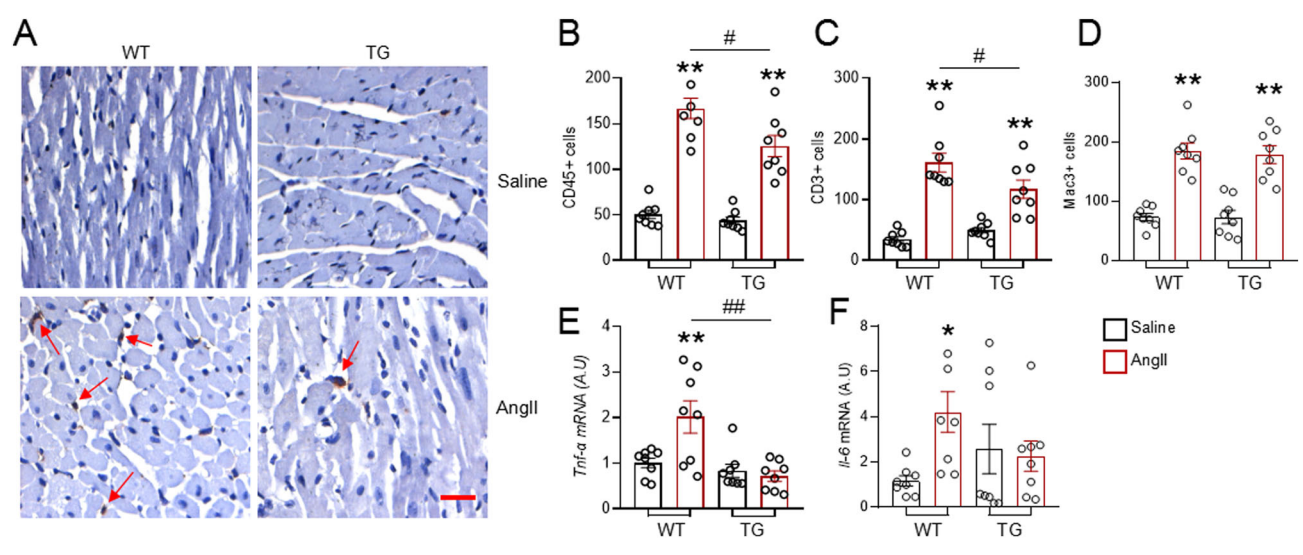 A
WT
TG
Saline
AngII
B
#
**
**
CD45+ cells
200
150
100
50
0
WT
TG
C
#
**
**
CD3+ cells
300
200
100
0
WT
TG
D
**
**
Mac3+ cells
300
200
100
0
WT
TG
E
##
**
Tnf-α mRNA (A.U)
4
3
2
1
0
WT
TG
F
*
Il-6 mRNA (A.U)
8
6
4
2
0
WT
TG
Saline
AngII